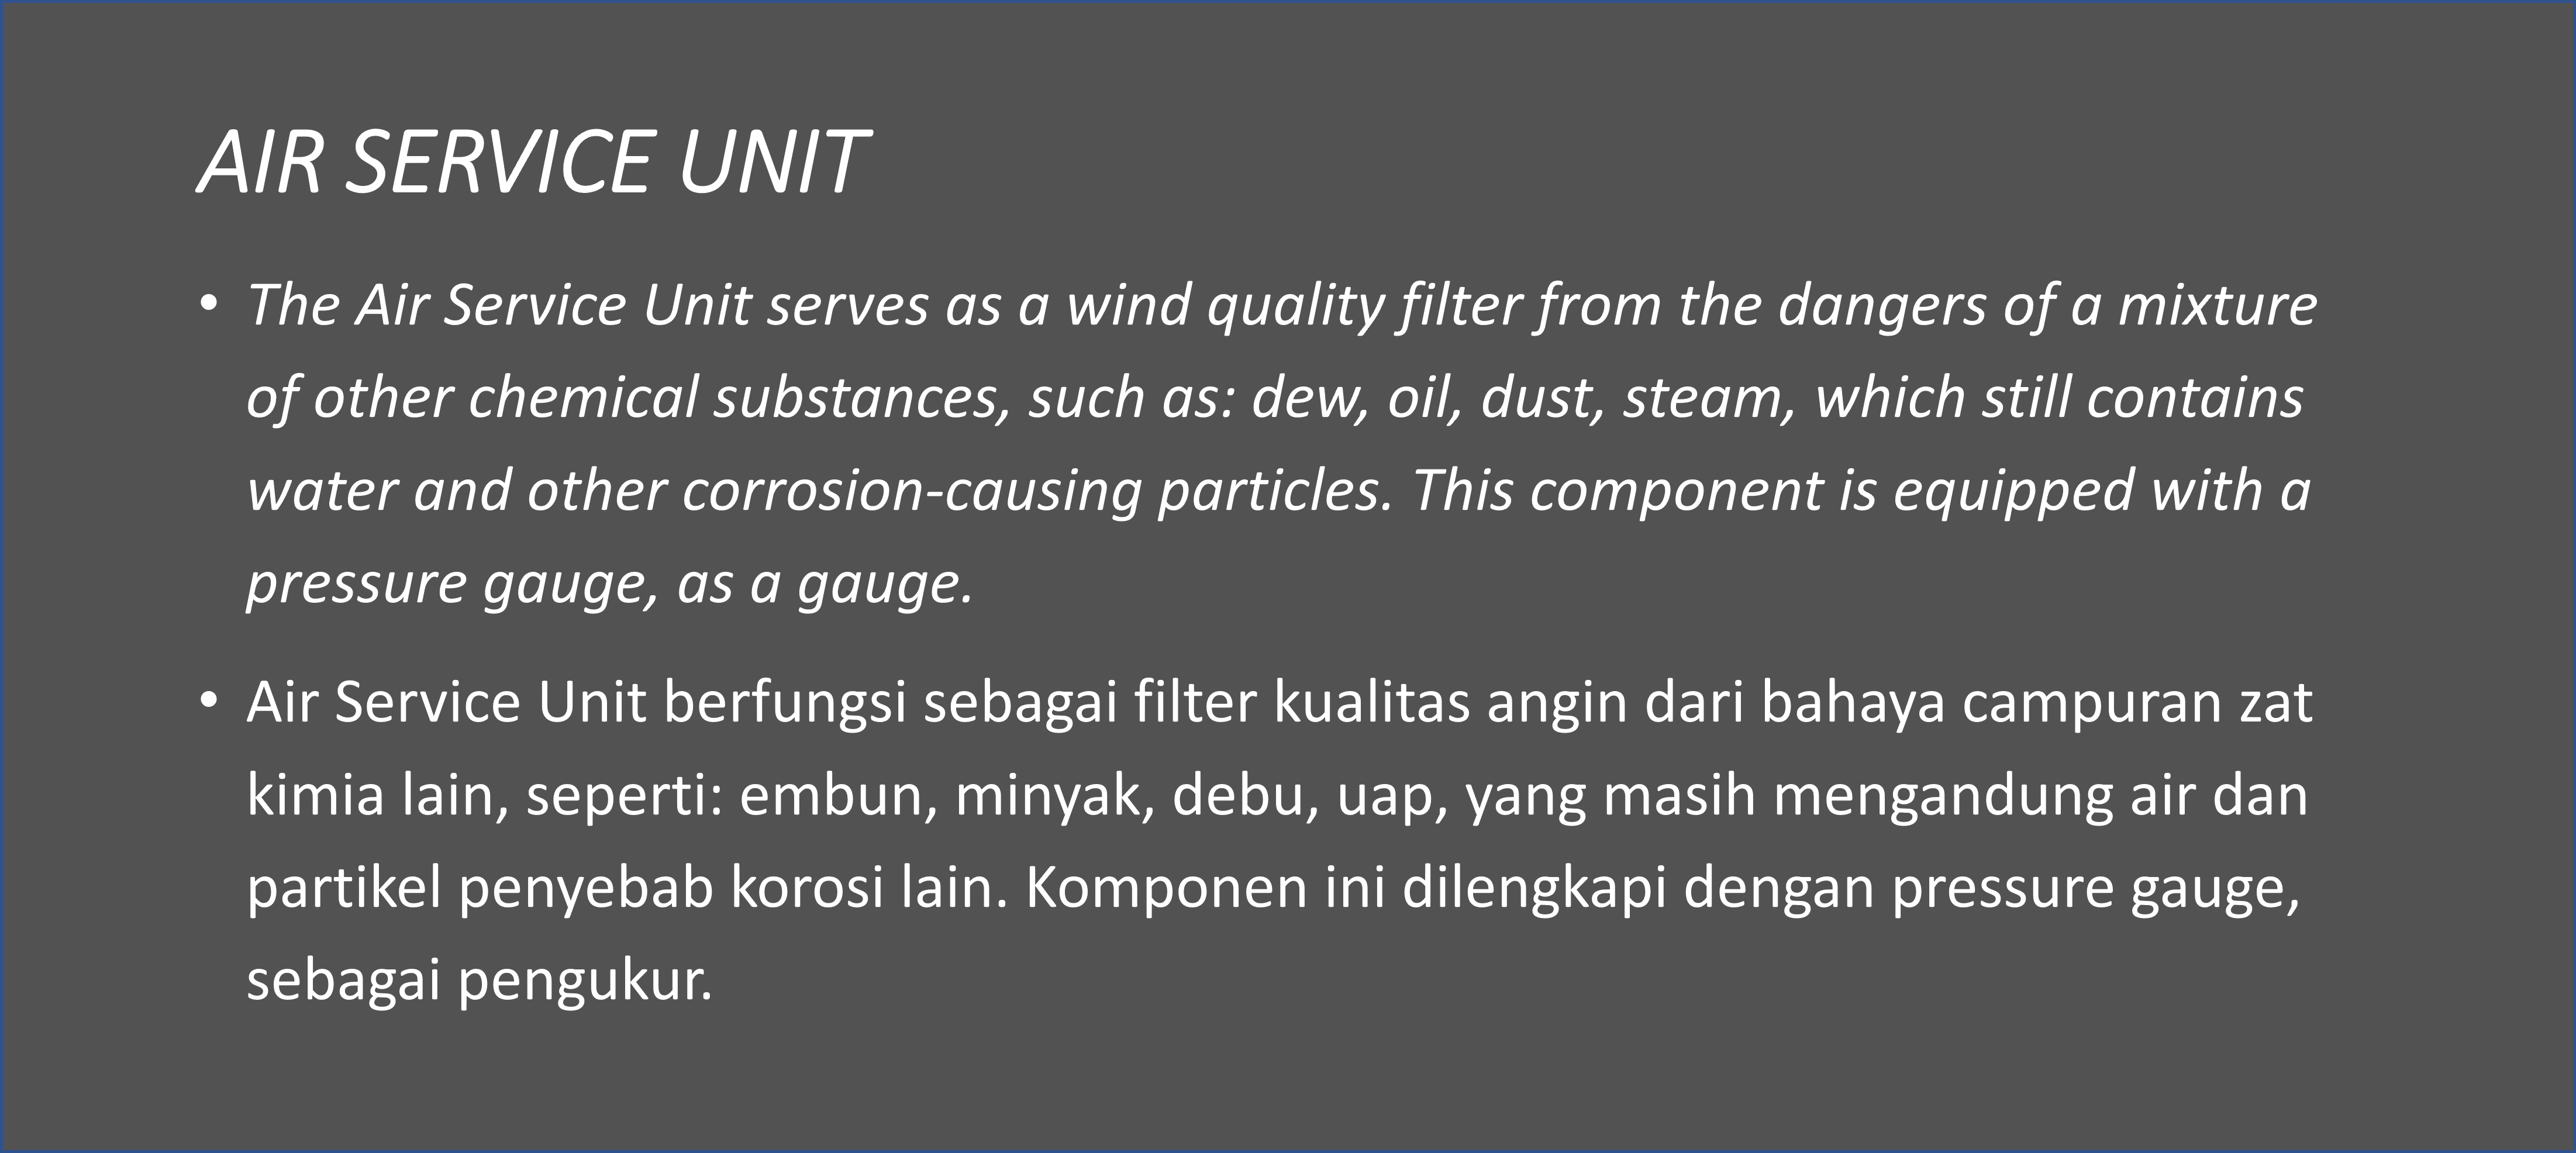 AIR SERVICE UNIT
• The Air Service Unit serves as a wind quality filter from the dangers of a mixture
of other chemical substances, such as: dew, oil, dust, steam, which still contains
water and other corrosion-causing particles. This component is equipped with a
pressure gauge, as a gauge.
• Air Service Unit berfungsi sebagai filter kualitas angin dari bahaya campuran zat
kimia lain, seperti: embun, minyak, debu, uap, yang masih mengandung air dan
partikel penyebab korosi lain. Komponen ini dilengkapi dengan pressure gauge,
sebagai pengukur.